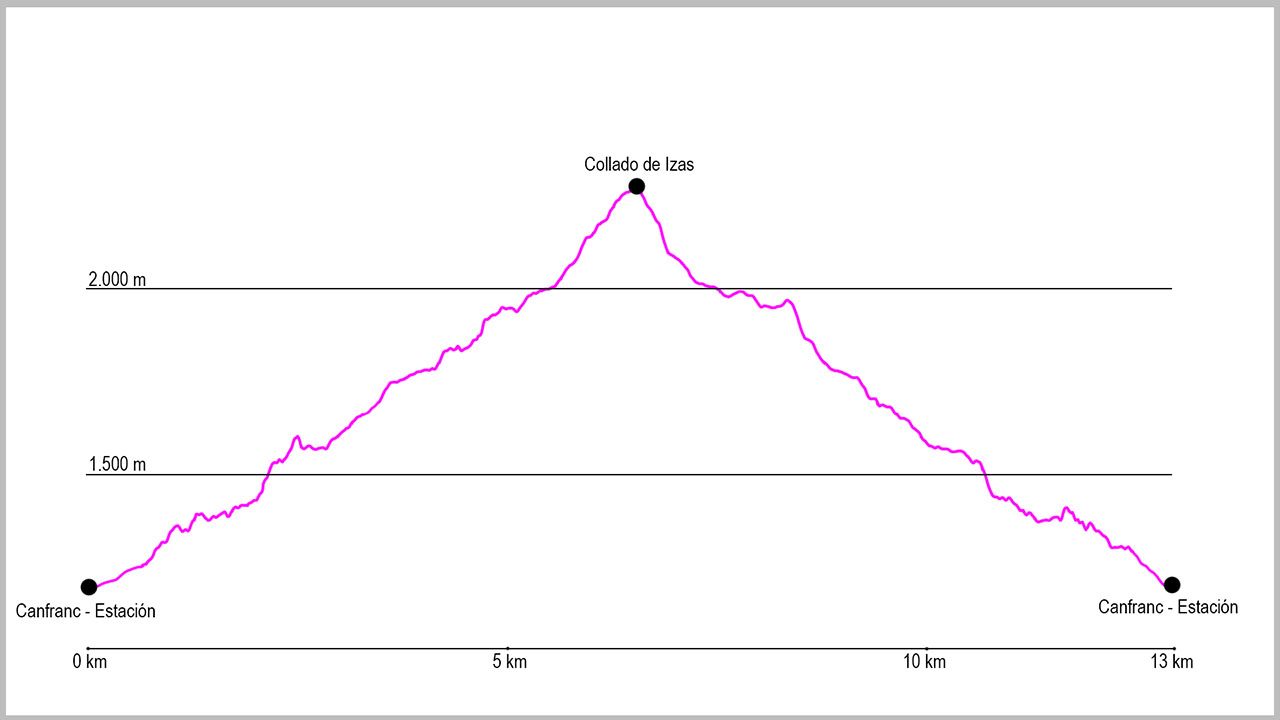 Collado de Izas
2.000 m
1.500 m
Canfranc - Estación
Canfranc - Estación
0 km
5 km
10 km
13 km